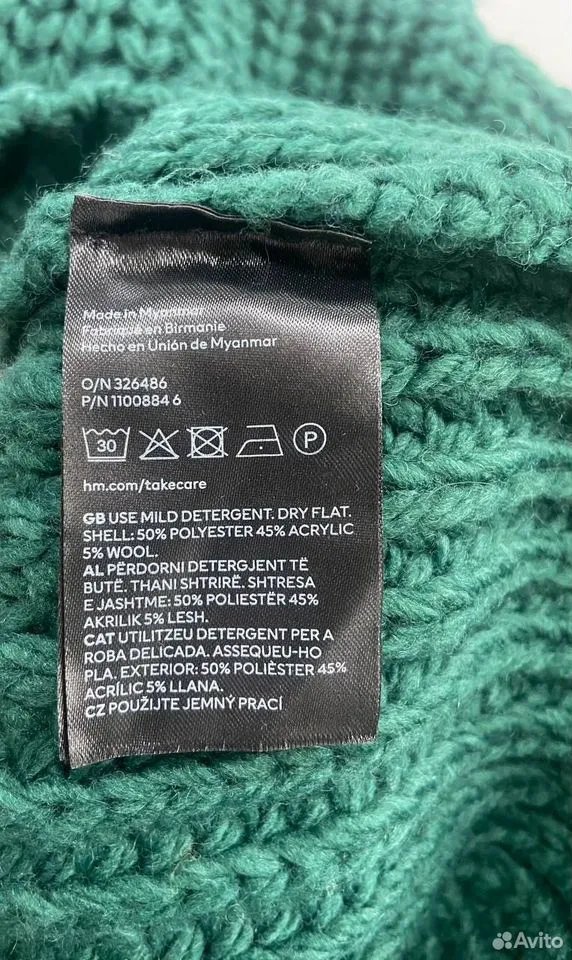 Made in Myanmar
Fabriqué en Birmanie
Hecho en Unión de Myanmar
O/N 326486
P/N 1100884 6
30
P
hm.com/takecare
GB USE MILD DETERGENT. DRY FLAT.
SHELL: 50% POLYESTER 45% ACRYLIC
5% WOOL.
AL PËRDORNI DETERGJENT TË
BUTË. THANI SHTRIRË. SHTRESA
E JASHTME: 50% POLIESTËR 45%
AKRILIK 5% LESH.
CAT UTILITZEU DETERGENT PER A
ROBA DELICADA. ASSEQUEU-HO
PLA. EXTERIOR: 50% POLIÈSTER 45%
ACRÍLIC 5% LLANA.
CZ POUŽIJTE JEMNÝ PRACÍ
Avito